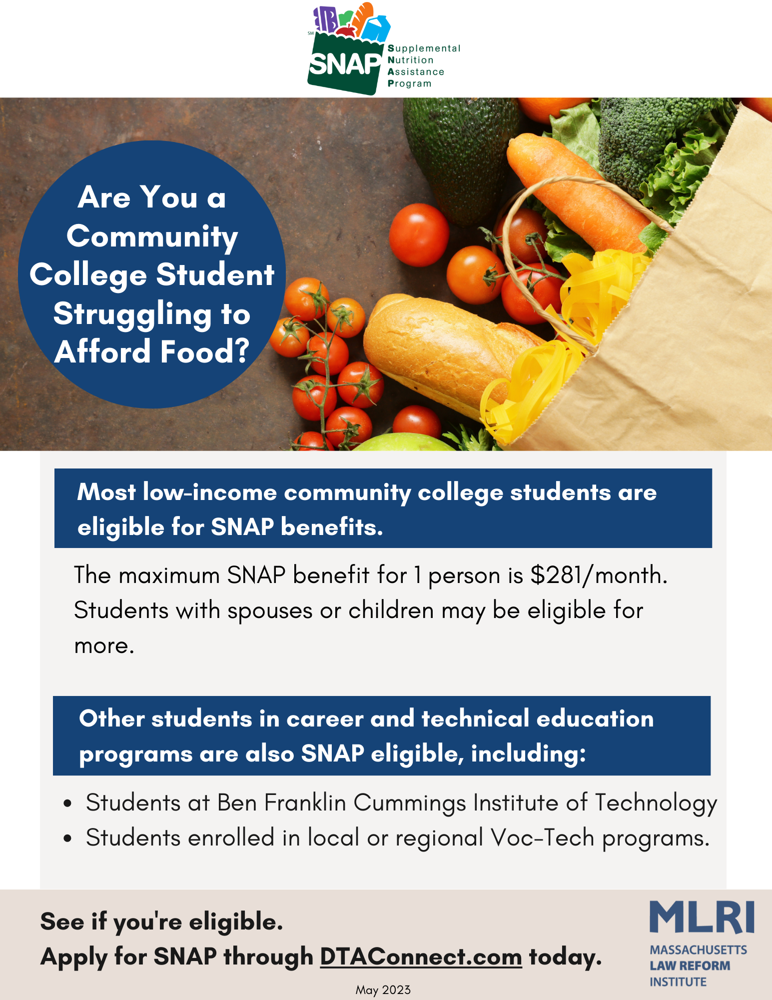 SM
SNAP
Supplemental
Nutrition
Assistance
Program
Are You a
Community
College Student
Struggling to
Afford Food?
Most low-income community college students are
eligible for SNAP benefits.
The maximum SNAP benefit for 1 person is $281/month.
Students with spouses or children may be eligible for
more.
Other students in career and technical education
programs are also SNAP eligible, including:
• Students at Ben Franklin Cummings Institute of Technology
• Students enrolled in local or regional Voc-Tech programs.
See if you're eligible.
Apply for SNAP through DTAConnect.com today.
May 2023
MLRI
MASSACHUSETTS
LAW REFORM
INSTITUTE